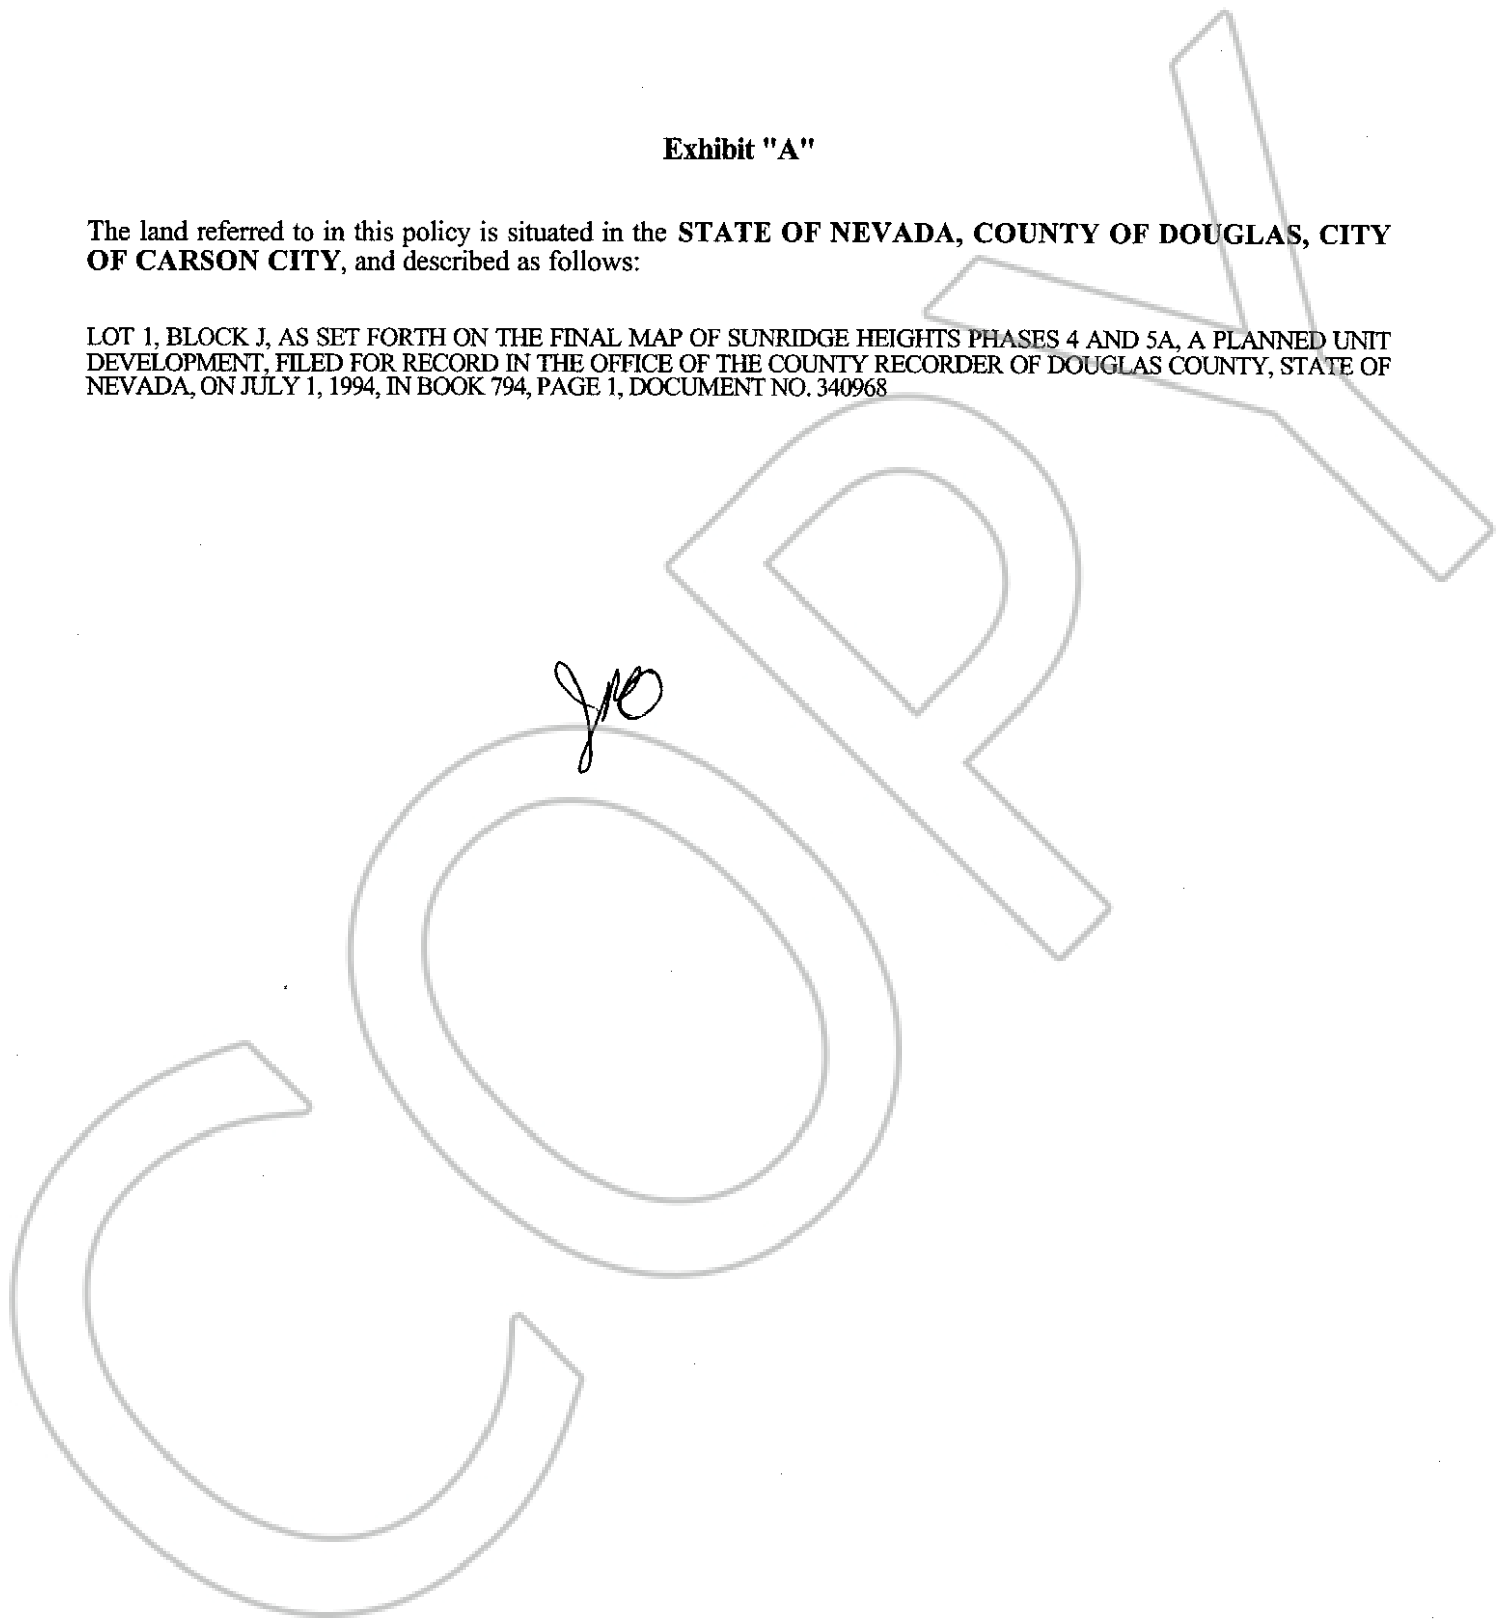 Exhibit "A"
The land referred to in this policy is situated in the STATE OF NEVADA, COUNTY OF DOUGLAS, CITY
OF CARSON CITY, and described as follows:
LOT 1, BLOCK J, AS SET FORTH ON THE FINAL MAP OF SUNRIDGE HEIGHTS PHASES 4 AND 5A, A PLANNED UNIT
DEVELOPMENT, FILED FOR RECORD IN THE OFFICE OF THE COUNTY RECORDER OF DOUGLAS COUNTY, STATE OF
NEVADA, ON JULY 1, 1994, IN BOOK 794, PAGE 1, DOCUMENT NO. 340968
COPY